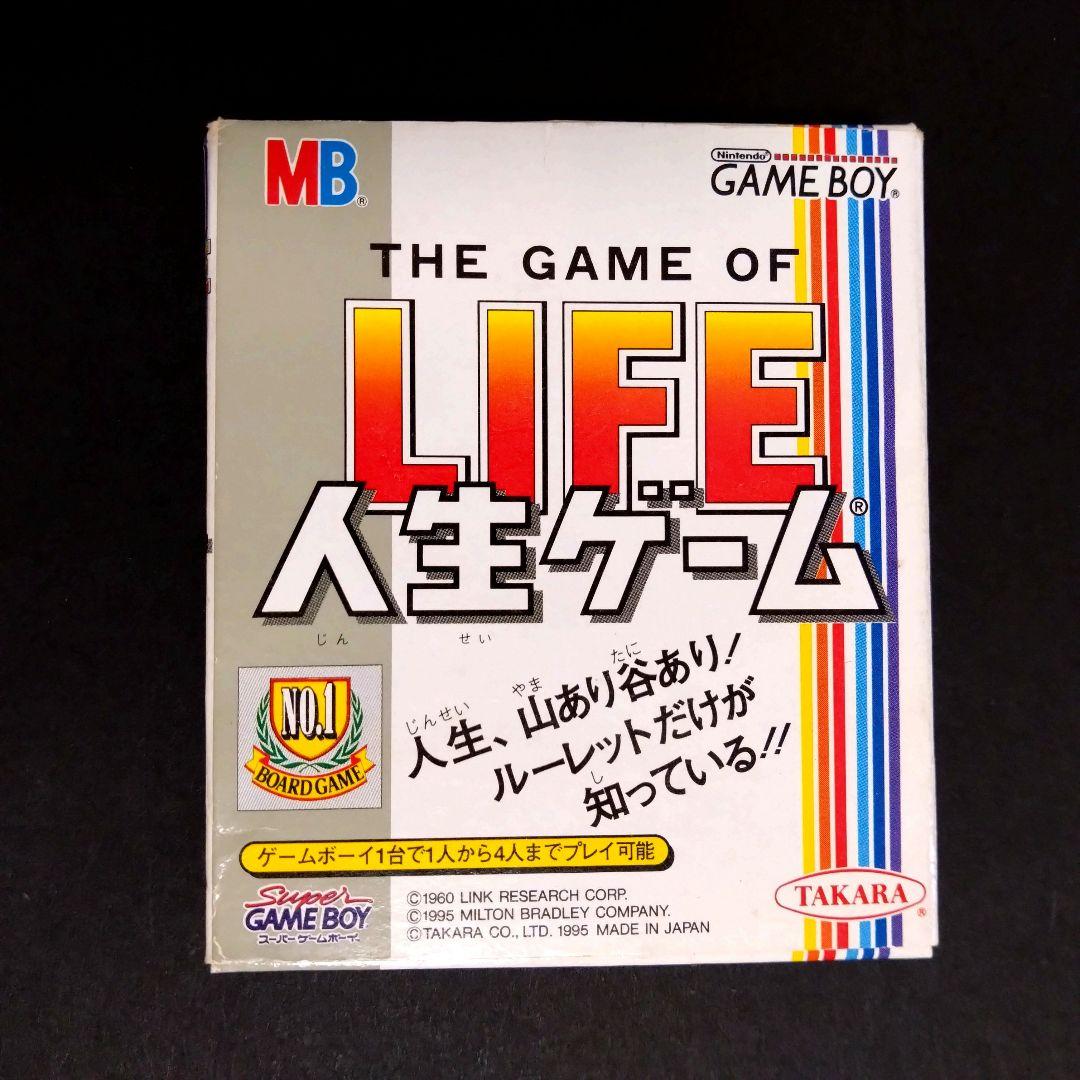 MB®
Nintendo®
GAME BOY®
THE GAME OF
LIFE
人生ゲーム®
じんせい
じんせい やま たに
人生、山あり谷あり!
ルーレットだけが
し
知っている!!
NO.1
BOARD GAME
ゲームボーイ1台で1人から4人までプレイ可能
Super
GAME BOY
スーパーゲームボーイ
©1960 LINK RESEARCH CORP.
©1995 MILTON BRADLEY COMPANY.
©TAKARA CO., LTD. 1995 MADE IN JAPAN
TAKARA®